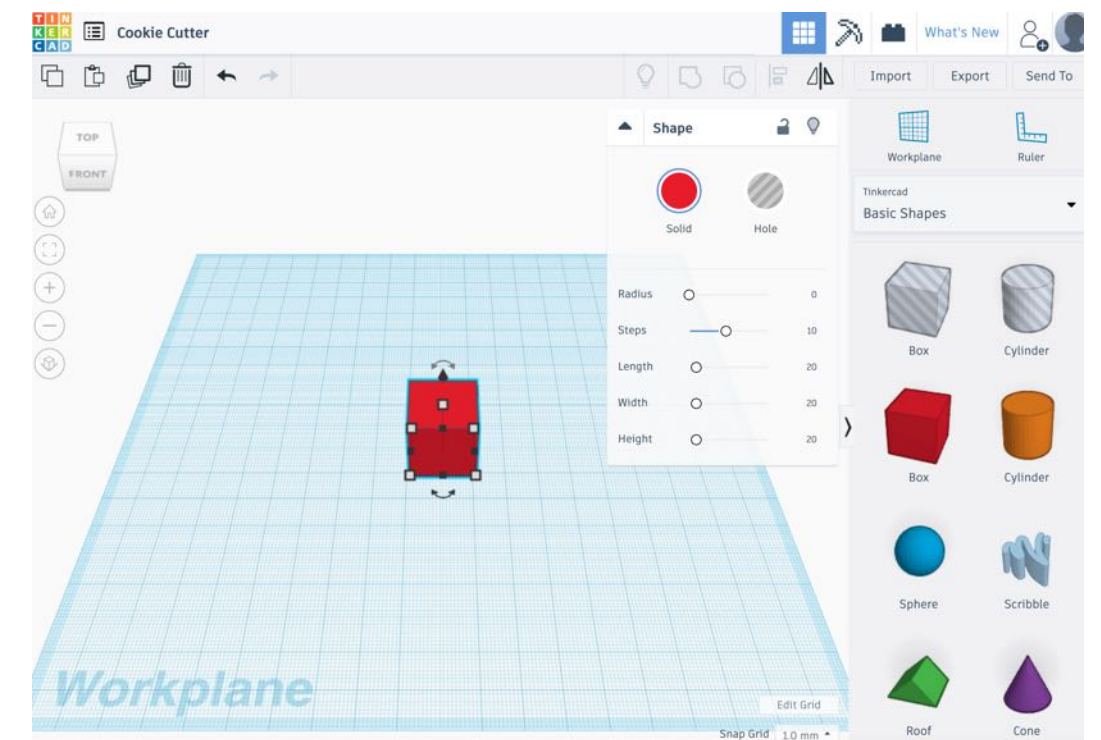 TIN
KER
CAD
Cookie Cutter
What's New
Import Export Send To
TOP
FRONT
Shape
Solid Hole
Radius 0
Steps 10
Length 20
Width 20
Height 20
Workplane Ruler
Tinkercad
Basic Shapes
Box Cylinder
Box Cylinder
Sphere Scribble
Roof Cone
Workplane
Edit Grid
Snap Grid 1.0 mm